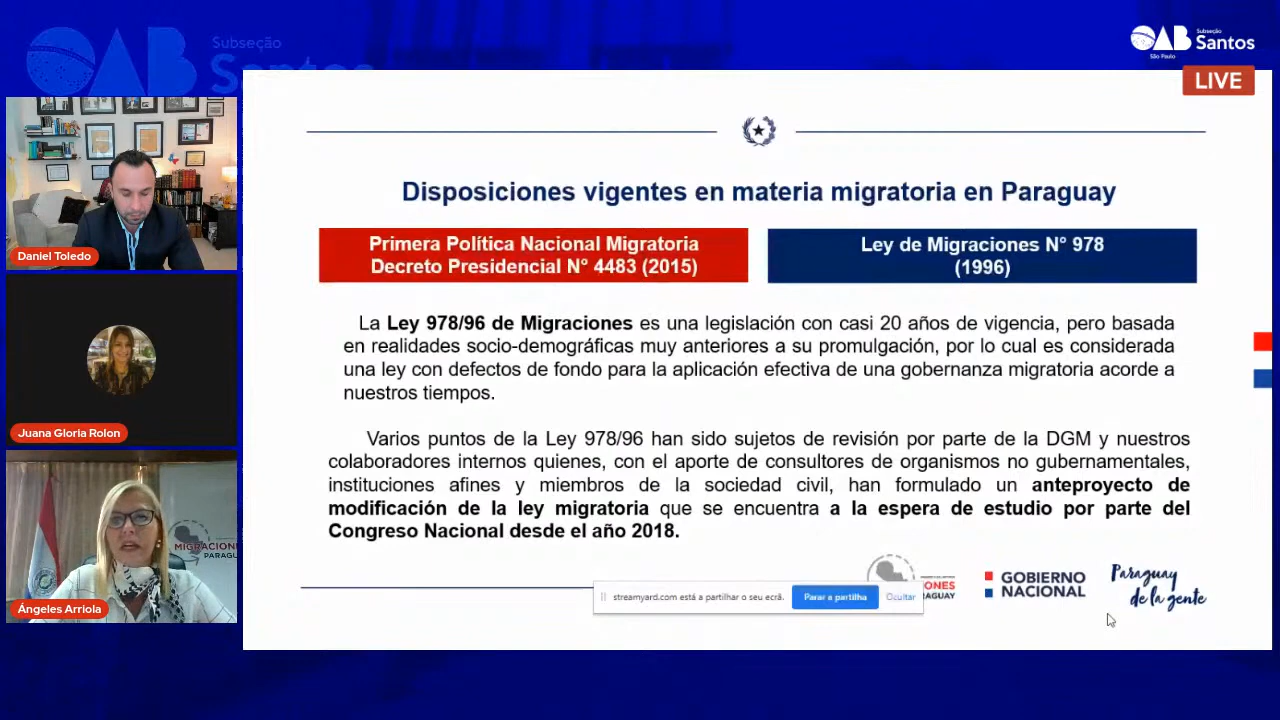 OAB
Subseção
Santos
OAB
Subseção
Santos
São Paulo
LIVE
Disposiciones vigentes en materia migratoria en Paraguay
Primera Política Nacional Migratoria
Decreto Presidencial N° 4483 (2015)
Ley de Migraciones N° 978
(1996)
La Ley 978/96 de Migraciones es una legislación con casi 20 años de vigencia, pero basada
en realidades socio-demográficas muy anteriores a su promulgación, por lo cual es considerada
una ley con defectos de fondo para la aplicación efectiva de una gobernanza migratoria acorde a
nuestros tiempos.
Varios puntos de la Ley 978/96 han sido sujetos de revisión por parte de la DGM y nuestros
colaboradores internos quienes, con el aporte de consultores de organismos no gubernamentales,
instituciones afines y miembros de la sociedad civil, han formulado un anteproyecto de
modificación de la ley migratoria que se encuentra a la espera de estudio por parte del
Congreso Nacional desde el año 2018.
streamyard.com está a partilhar o seu ecrã.
Parar a partilha
Ocultar
GOBIERNO
NACIONAL
Paraguay
de la gente
Daniel Toledo
Juana Gloria Rolon
MIGRACIONE
PARAGU
Ángeles Arriola